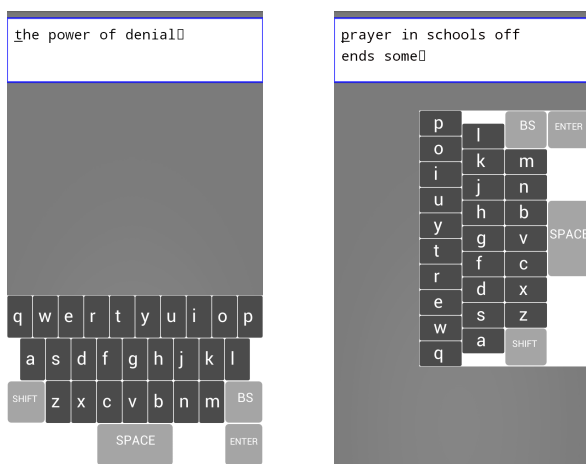 the power of denial
q w e r t y u i o p
a s d f g h j k l
SHIFT z x c v b n m BS
SPACE ENTER
prayer in schools off
ends some
p l BS ENTER
o k m
i j n
u h b
y g v SPACE
t f c
r d x
e s z
w a SHIFT
q